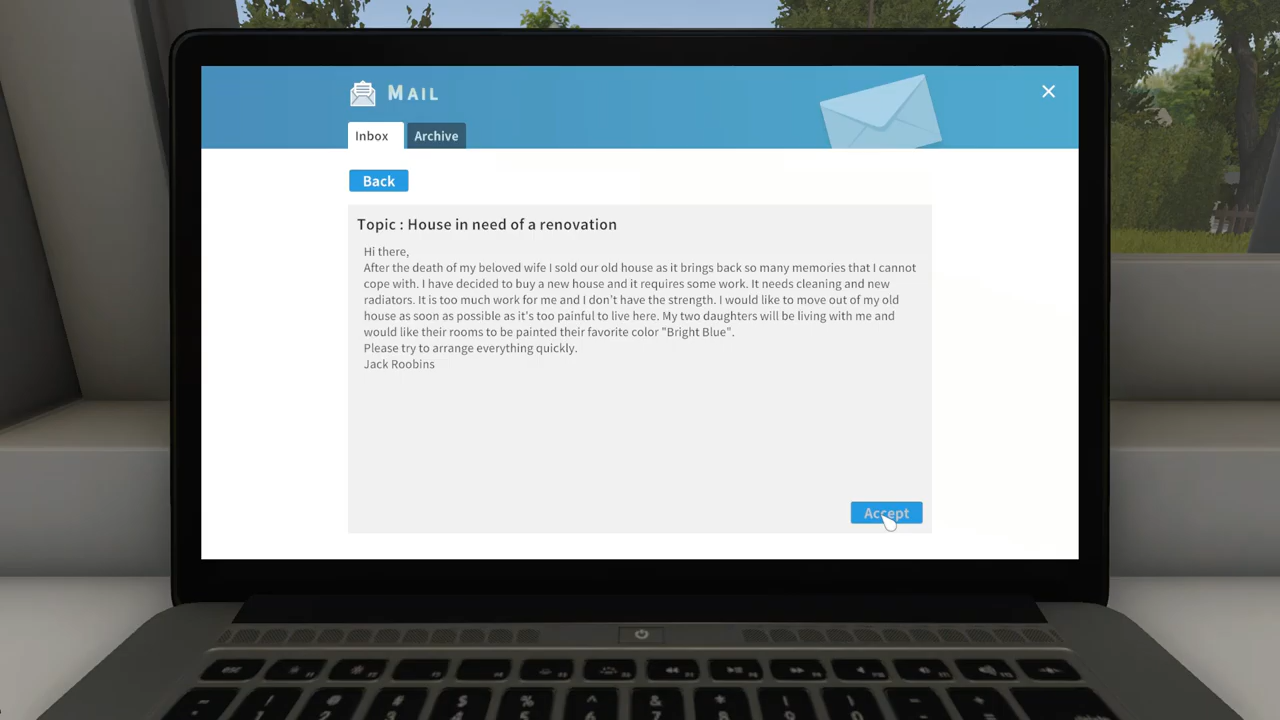 MAIL
Inbox
Archive
Back
Topic : House in need of a renovation
Hi there,
After the death of my beloved wife I sold our old house as it brings back so many memories that I cannot
cope with. I have decided to buy a new house and it requires some work. It needs cleaning and new
radiators. It is too much work for me and I don't have the strength. I would like to move out of my old
house as soon as possible as it's too painful to live here. My two daughters will be living with me and
would like their rooms to be painted their favorite color "Bright Blue".
Please try to arrange everything quickly.
Jack Roobins
Accept
esc